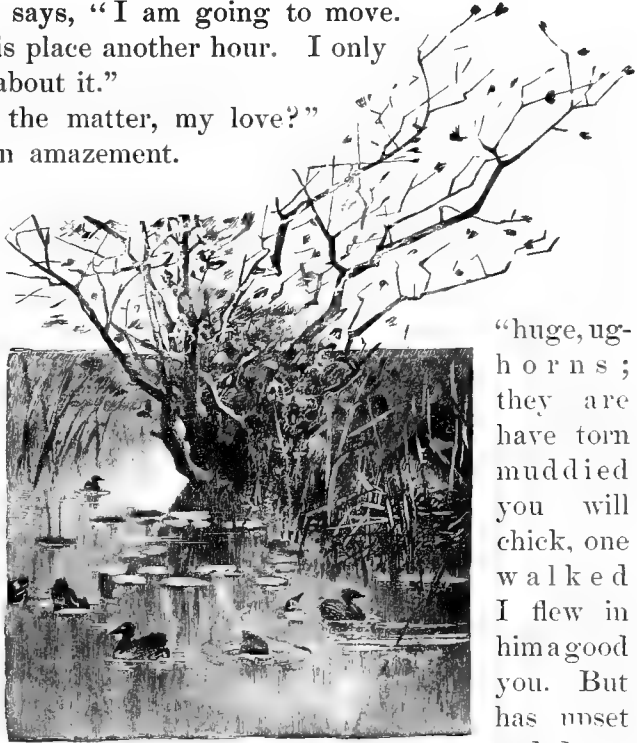 says, “I am going to move.
is place another hour. I only
about it.”
the matter, my love?”
n amazement.
“huge, ug-
horns;
they are
have torn
muddied
you will
chick, one
walked
I flew in
him a good
you. But
has upset